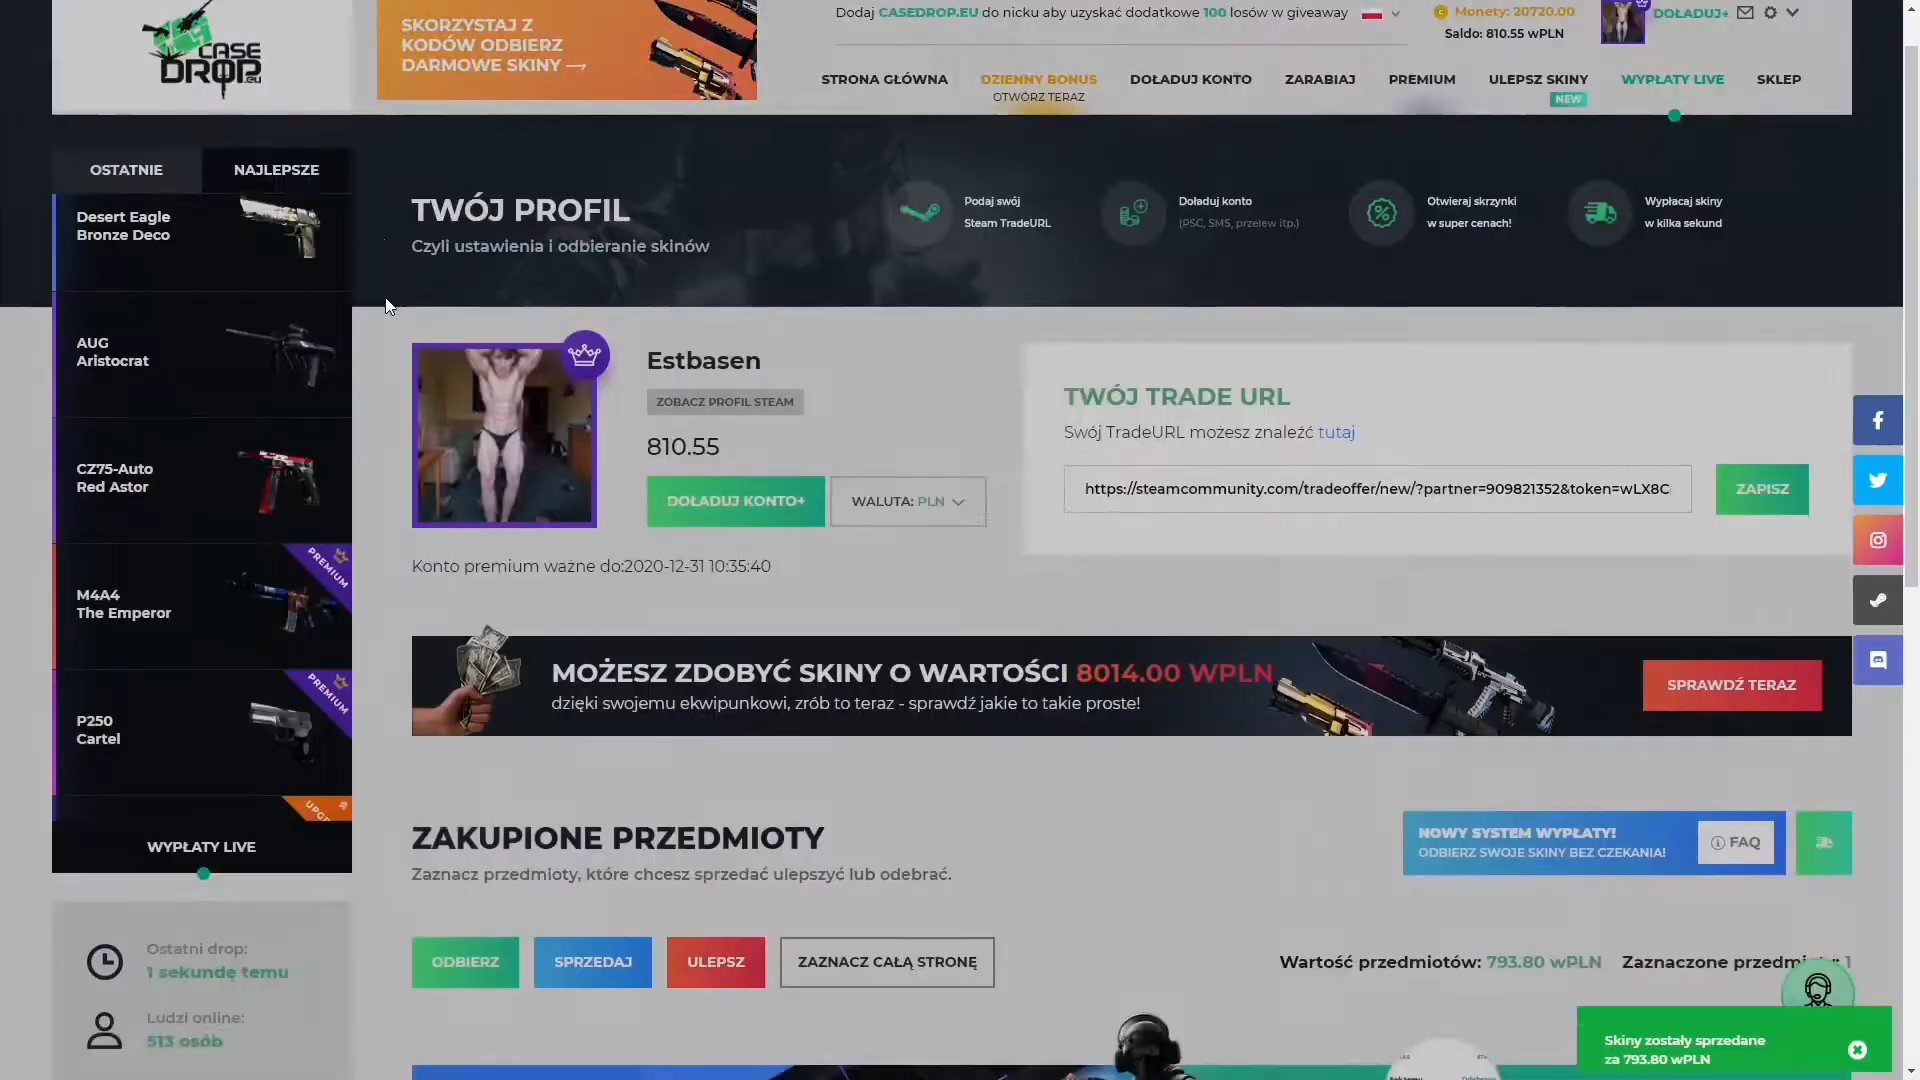 CASE
DROP.EU
SKORZYSTAJ Z
KODÓW ODBIERZ
DARMOWE SKINY →
Dodaj CASEDROP.EU do nicku aby uzyskać dodatkowe 100 losów w giveaway
Monety: 20720.00
Saldo: 810.55 wPLN
DOŁADUJ+
STRONA GŁÓWNA
DZIENNY BONUS
OTWÓRZ TERAZ
DOŁADUJ KONTO
ZARABIAJ
PREMIUM
ULEPSZ SKINY
NEW
WYPŁATY LIVE
SKLEP
OSTATNIE
NAJLEPSZE
Desert Eagle
Bronze Deco
AUG
Aristocrat
CZ75-Auto
Red Astor
M4A4
The Emperor
PREMIUM
P250
Cartel
PREMIUM
WYPŁATY LIVE
Ostatni drop:
1 sekundę temu
Ludzi online:
513 osób
TWÓJ PROFIL
Czyli ustawienia i odbieranie skinów
Podaj swój
Steam TradeURL
Doładuj konto
(PSC, SMS, przelew itp.)
Otwieraj skrzynki
w super cenach!
Wypłacaj skiny
w kilka sekund
Estbasen
ZOBACZ PROFIL STEAM
810.55
DOŁADUJ KONTO+
WALUTA: PLN
Konto premium ważne do:2020-12-31 10:35:40
TWÓJ TRADE URL
Swój TradeURL możesz znaleźć tutaj
https://steamcommunity.com/tradeoffer/new/?partner=909821352&token=wLX8C
ZAPISZ
MOŻESZ ZDOBYĆ SKINY O WARTOŚCI 8014.00 WPLN
dzięki swojemu ekwipunkowi, zrób to teraz - sprawdź jakie to takie proste!
SPRAWDŹ TERAZ
ZAKUPIONE PRZEDMIOTY
Zaznacz przedmioty, które chcesz sprzedać ulepszyć lub odebrać.
NOWY SYSTEM WYPŁATY!
ODBIERZ SWOJE SKINY BEZ CZEKANIA!
FAQ
ODBIERZ
SPRZEDAJ
ULEPSZ
ZAZNACZ CAŁĄ STRONĘ
Wartość przedmiotów: 793.80 wPLN
Zaznaczone przedmi
Skiny zostały sprzedane
za 793.80 wPLN